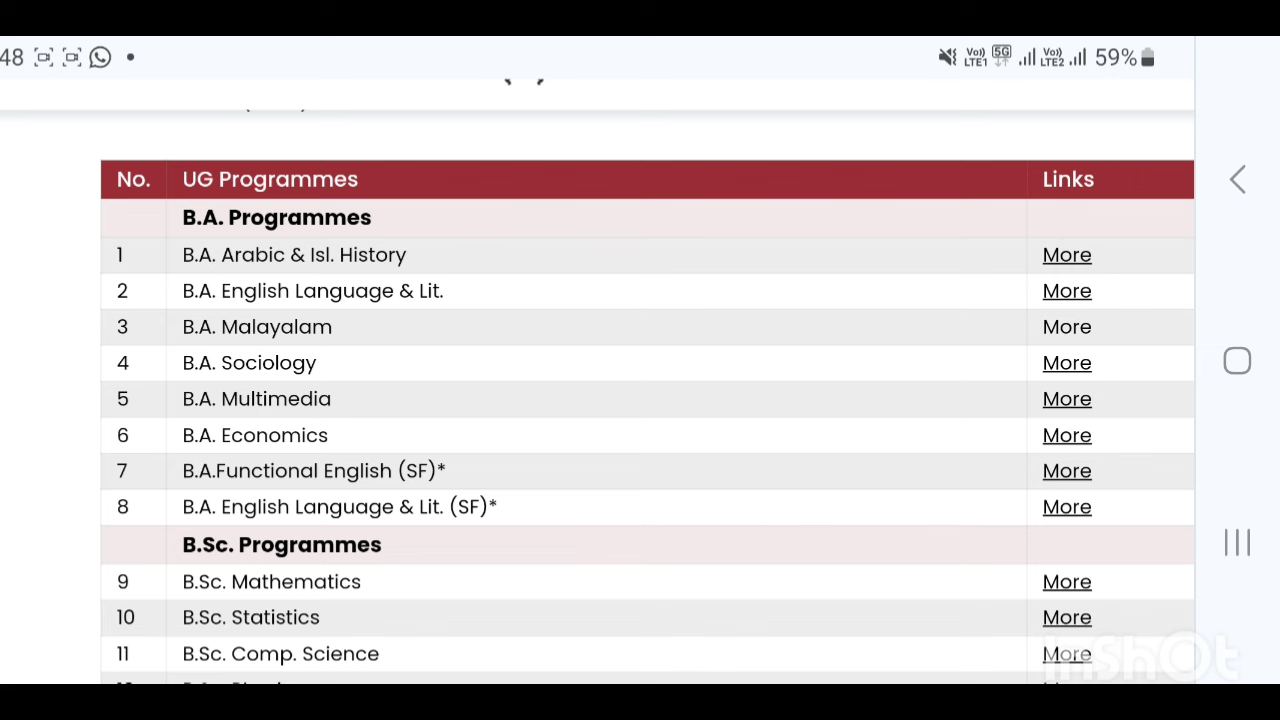 48 59%
No. UG Programmes Links
B.A. Programmes
1 B.A. Arabic & Isl. History More
2 B.A. English Language & Lit. More
3 B.A. Malayalam More
4 B.A. Sociology More
5 B.A. Multimedia More
6 B.A. Economics More
7 B.A.Functional English (SF)* More
8 B.A. English Language & Lit. (SF)* More
B.Sc. Programmes
9 B.Sc. Mathematics More
10 B.Sc. Statistics More
11 B.Sc. Comp. Science More
InShOt